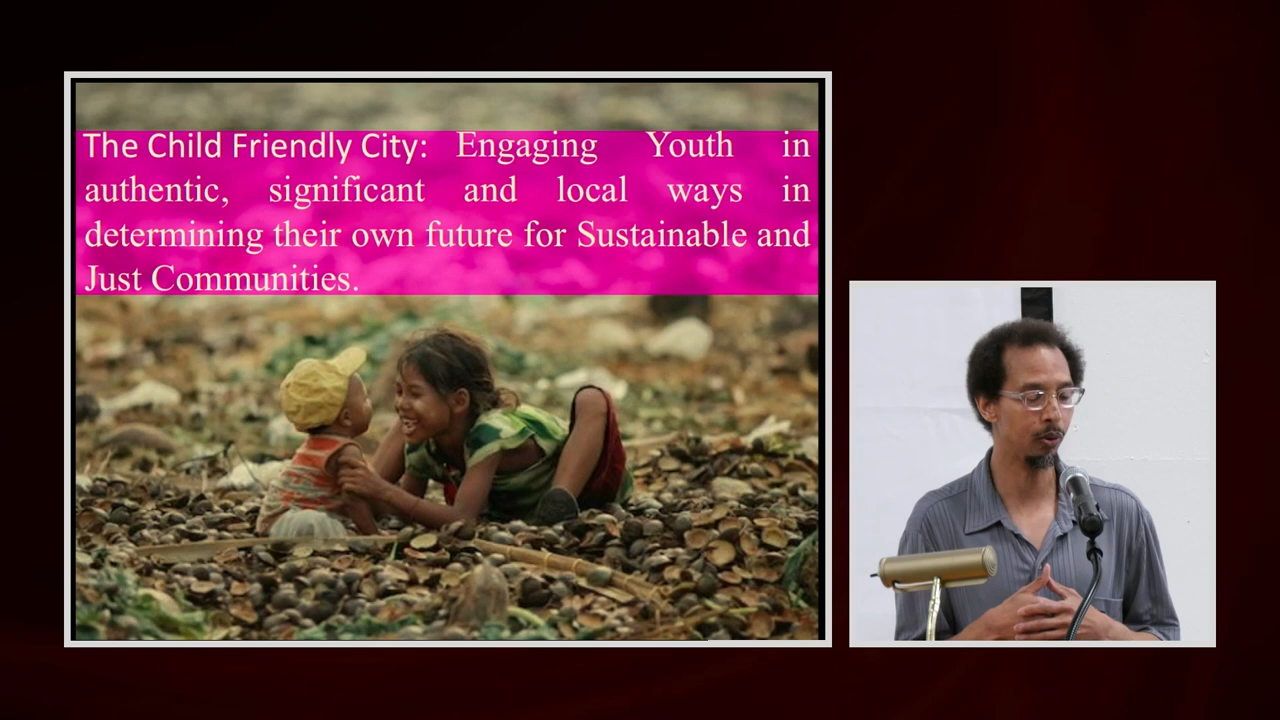 The Child Friendly City: Engaging Youth in
authentic, significant and local ways in
determining their own future for Sustainable and
Just Communities.